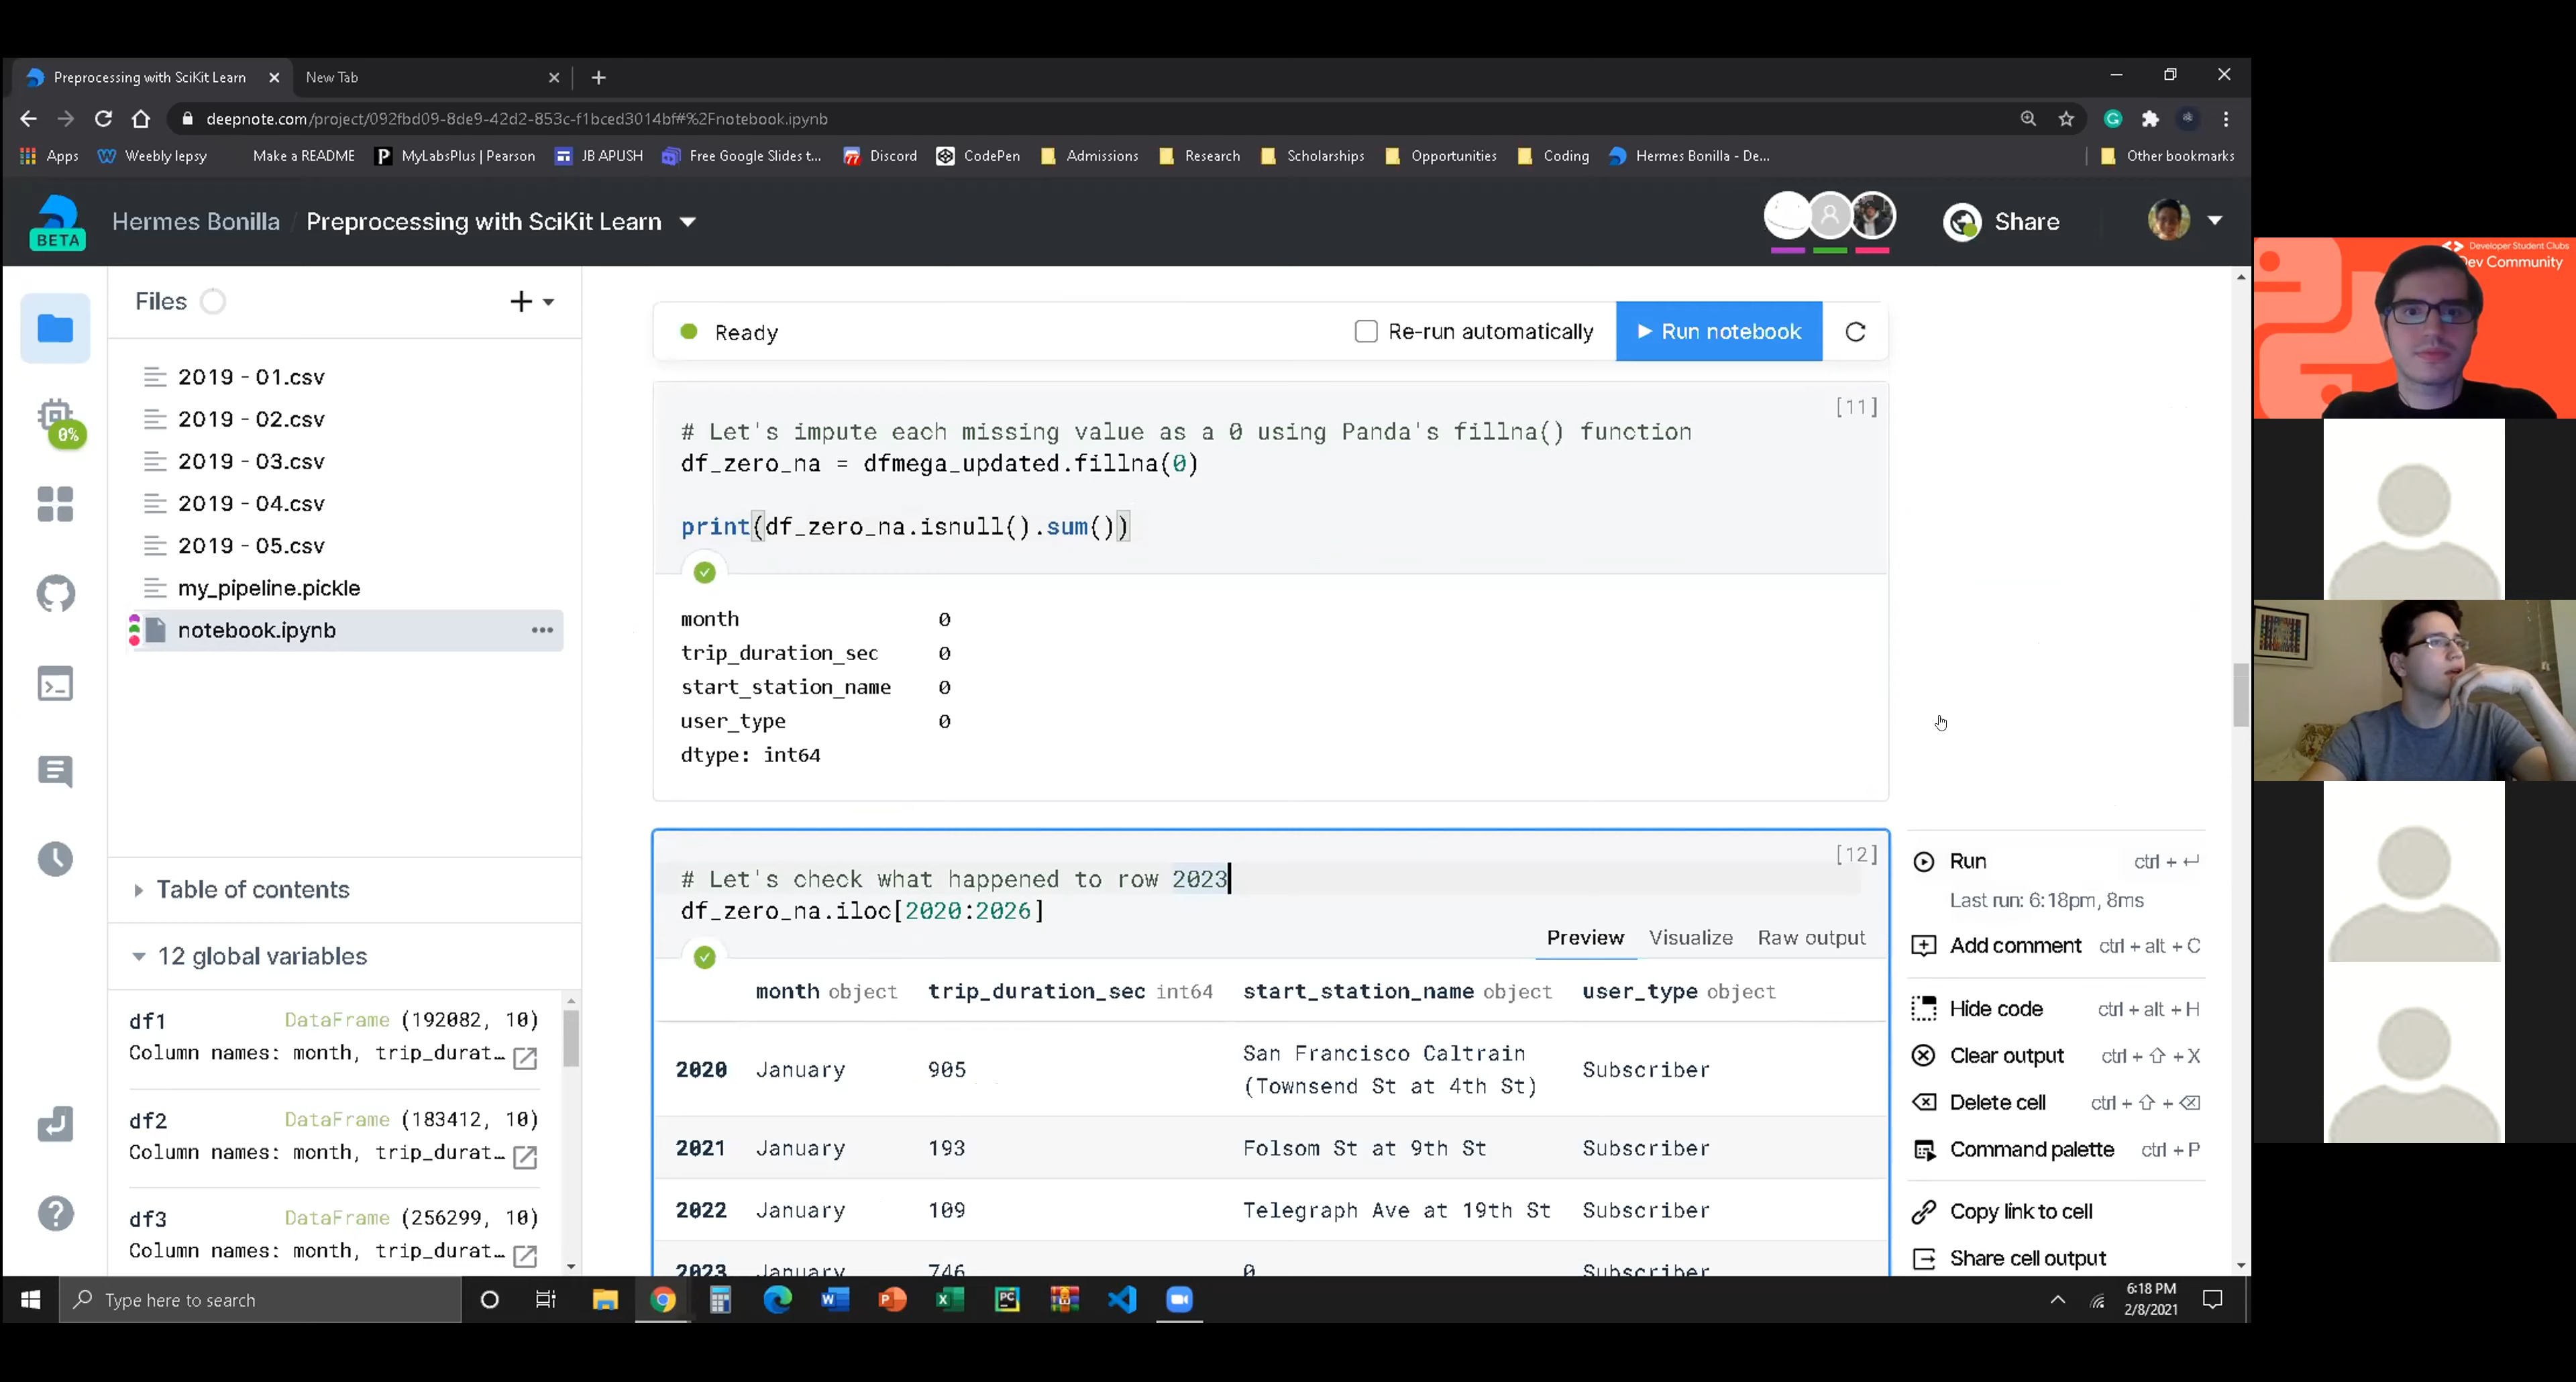 Preprocessing with SciKit Learn
New Tab
deepnote.com/project/092fbd09-8de9-42d2-853c-f1bced3014bf#%2Fnotebook.ipynb
Apps Weebly lepsy Make a README MyLabsPlus | Pearson JB APUSH Free Google Slides t... Discord CodePen Admissions Research Scholarships Opportunities Coding Hermes Bonilla - De... Other bookmarks
BETA
Hermes Bonilla / Preprocessing with SciKit Learn
Share
Developer Student Clubs
Dev Community
Files
2019 - 01.csv
2019 - 02.csv
2019 - 03.csv
2019 - 04.csv
2019 - 05.csv
my_pipeline.pickle
notebook.ipynb
0%
Table of contents
12 global variables
df1 DataFrame (192082, 10)
Column names: month, trip_durat…
df2 DataFrame (183412, 10)
Column names: month, trip_durat…
df3 DataFrame (256299, 10)
Column names: month, trip_durat…
Ready
Re-run automatically
Run notebook
[11]
# Let's impute each missing value as a 0 using Panda's fillna() function
df_zero_na = dfmega_updated.fillna(0)
print(df_zero_na.isnull().sum())
month 0
trip_duration_sec 0
start_station_name 0
user_type 0
dtype: int64
[12]
# Let's check what happened to row 2023
df_zero_na.iloc[2020:2026]
Preview Visualize Raw output
month object trip_duration_sec int64 start_station_name object user_type object
2020 January 905 San Francisco Caltrain (Townsend St at 4th St) Subscriber
2021 January 193 Folsom St at 9th St Subscriber
2022 January 109 Telegraph Ave at 19th St Subscriber
2023 January 746 0 Subscriber
Run ctrl + ↵
Last run: 6:18pm, 8ms
Add comment ctrl + alt + C
Hide code ctrl + alt + H
Clear output ctrl + ⇧ + X
Delete cell ctrl + ⇧ + ⌫
Command palette ctrl + P
Copy link to cell
Share cell output
Type here to search
6:18 PM
2/8/2021